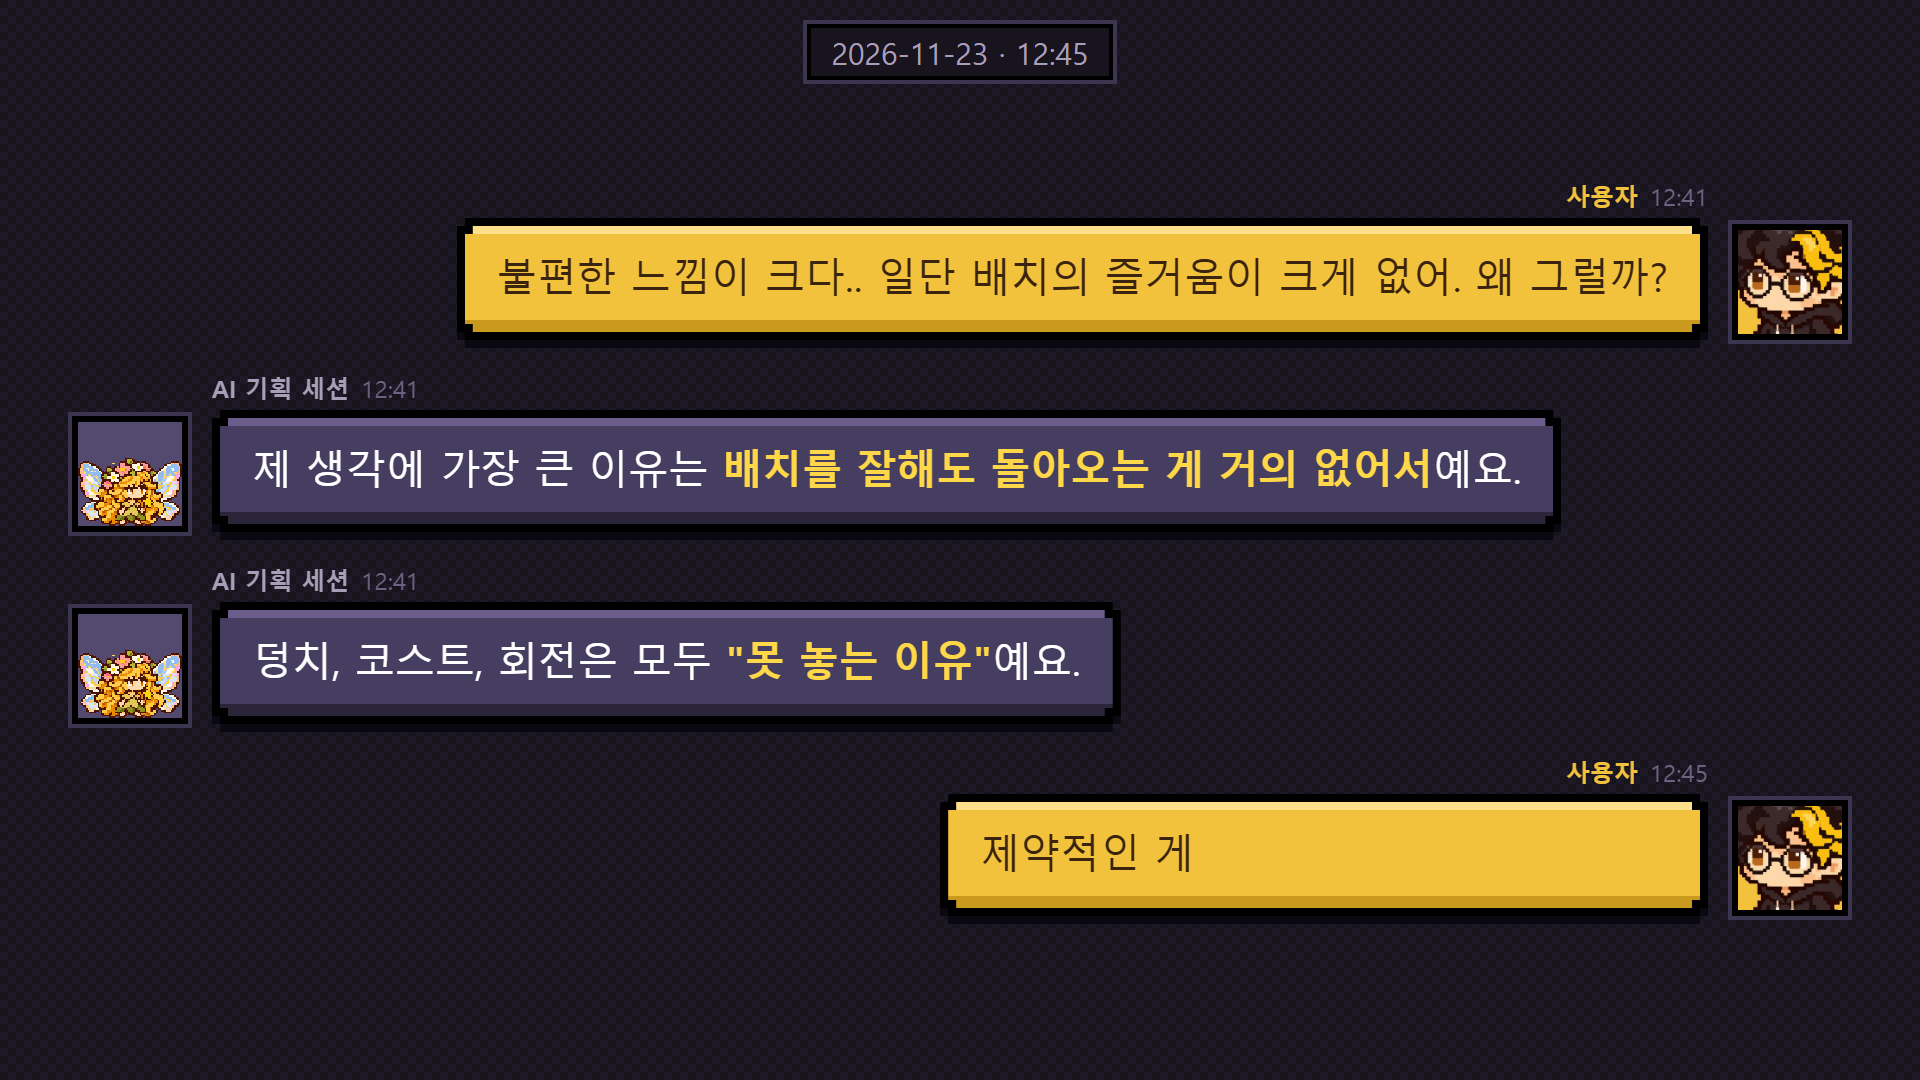 2026-11-23 · 12:45
사용자 12:41
불편한 느낌이 크다.. 일단 배치의 즐거움이 크게 없어. 왜 그럴까?
AI 기획 세션 12:41
제 생각에 가장 큰 이유는 배치를 잘해도 돌아오는 게 거의 없어서예요.
AI 기획 세션 12:41
덩치, 코스트, 회전은 모두 "못 놓는 이유"예요.
사용자 12:45
제약적인 게